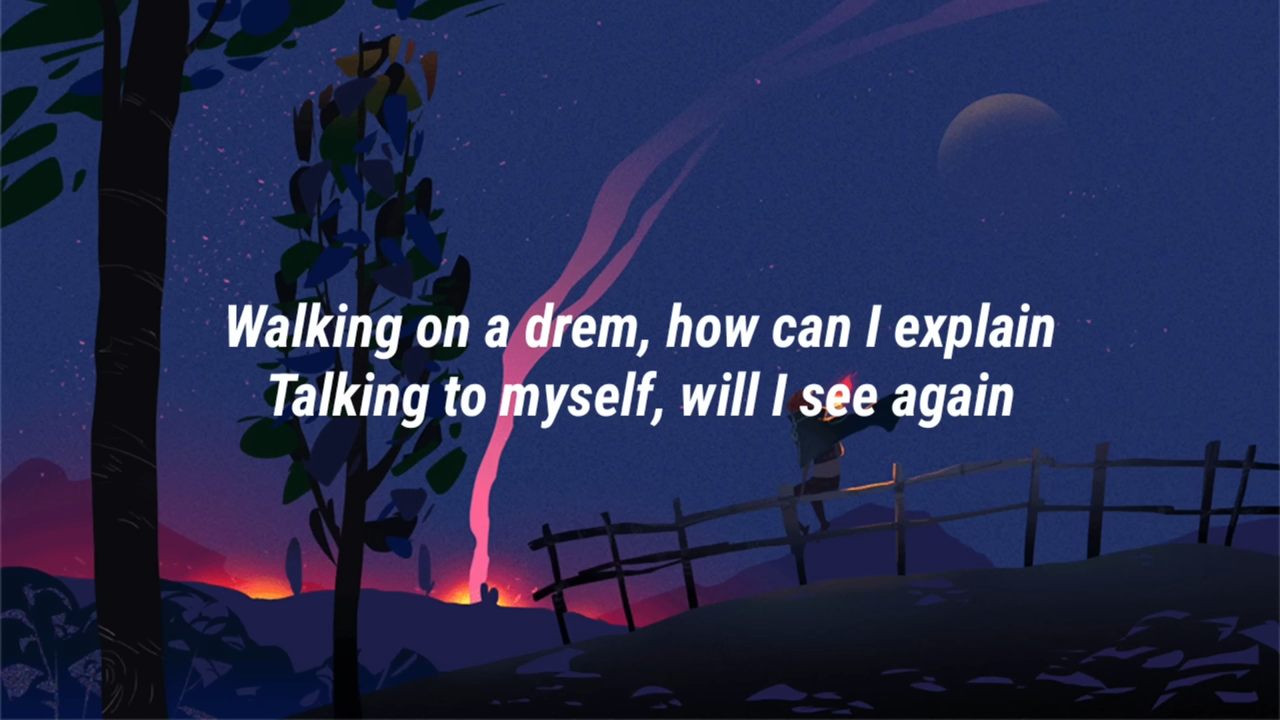 Walking on a drem, how can I explain
Talking to myself, will I see again